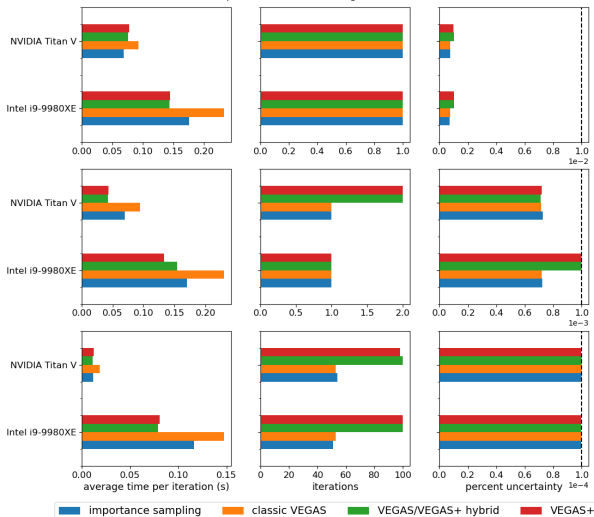 NVIDIA Titan V
Intel i9-9980XE
0.00 0.05 0.10 0.15 0.20
0.0 0.2 0.4 0.6 0.8 1.0
0.0 0.2 0.4 0.6 0.8 1.0
1e-2
NVIDIA Titan V
Intel i9-9980XE
0.00 0.05 0.10 0.15 0.20
0.0 0.5 1.0 1.5 2.0
0.0 0.2 0.4 0.6 0.8 1.0
1e-3
NVIDIA Titan V
Intel i9-9980XE
0.00 0.05 0.10 0.15
0 20 40 60 80 100
0.0 0.2 0.4 0.6 0.8 1.0
average time per iteration (s) iterations percent uncertainty 1e-4
importance sampling classic VEGAS VEGAS/VEGAS+ hybrid VEGAS+